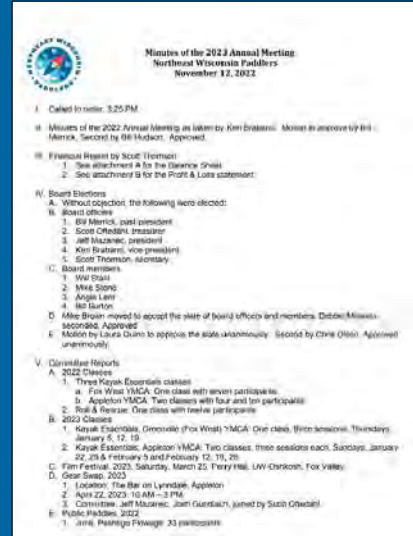 NORTHEAST WISCONSIN PADDLERS
Minutes of the 2023 Annual Meeting
Northeast Wisconsin Paddlers
November 12, 2022
I. Called to order: 3:25 PM
II. Minutes of the 2022 Annual Meeting as taken by Ken Brabanc. Motion to approve by Bill
Merrick, Second by Bill Hudson. Approved.
III. Financial Report by Scott Thomson
1. See attachment A for the Balance Sheet
2. See attachment B for the Profit & Loss statement
IV. Board Elections
A. Without objection, the following were elected:
B. Board officers
1. Bill Merrick, past president
2. Scott Oftedahl, treasurer
3. Jeff Mazanec, president
4. Ken Brabanc, vice president
5. Scott Thomson, secretary
C. Board members
1. Will Stahl
2. Mike Stone
3. Angie Lenz
4. Bill Burton
D. Mike Brown moved to accept the slate of board officers and members. Debbie
seconded. Approved
E. Motion by Laura Quinn to approve the slate unanimously. Second by Chris Olson. Approved
unanimously.
V. Committee Reports
A. 2022 Classes
1. Three Kayak Essentials classes
a. Fox West YMCA: One class with seven participants
b. Appleton YMCA: Two classes with four and ten participants
2. Roll & Rescue: One class with twelve participants
B. 2023 Classes
1. Kayak Essentials, Greenville (Fox West) YMCA: One class, three sessions, Thursdays,
January 5, 12, 19
2. Kayak Essentials, Appleton YMCA: Two classes, three sessions each, Sundays, January
22, 29 & February 5 and February 12, 19, 26
C. Film Festival, 2023, Saturday, March 25, Perry Hall, UW-Oshkosh, Fox Valley
D. Gear Swap, 2023
1. Location: The Bar on Lynndale, Appleton
2. April 22, 2023: 10 AM – 3 PM
3. Committee: Jeff Mazanec, Josh joined by Scott Oftedahl
E. Public Paddles, 2022
1. June, Peshtigo Flowage: 33 participants